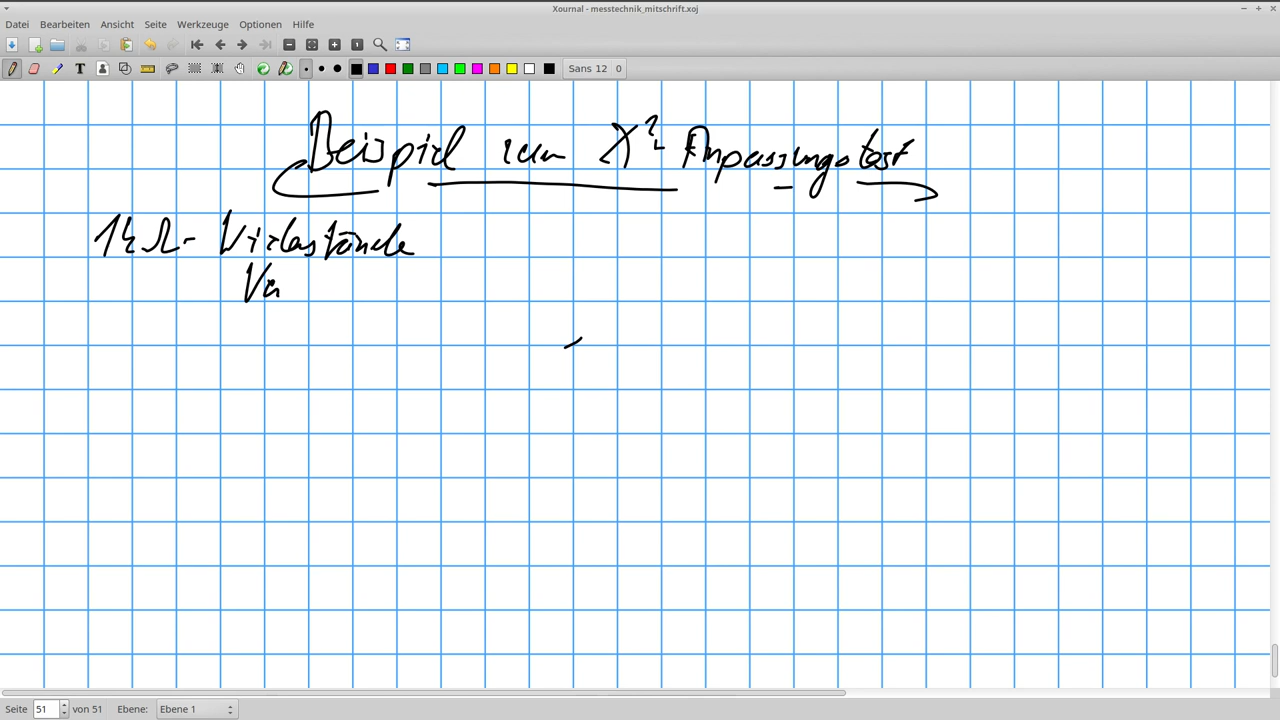 Xournal - messtechnik_mitschrift.xoj
Datei Bearbeiten Ansicht Seite Werkzeuge Optionen Hilfe
Sans 12 0
Beispiel zum χ²-Anpassungstest
1kΩ-Widerstände
Seite 51 von 51 Ebene: Ebene 1